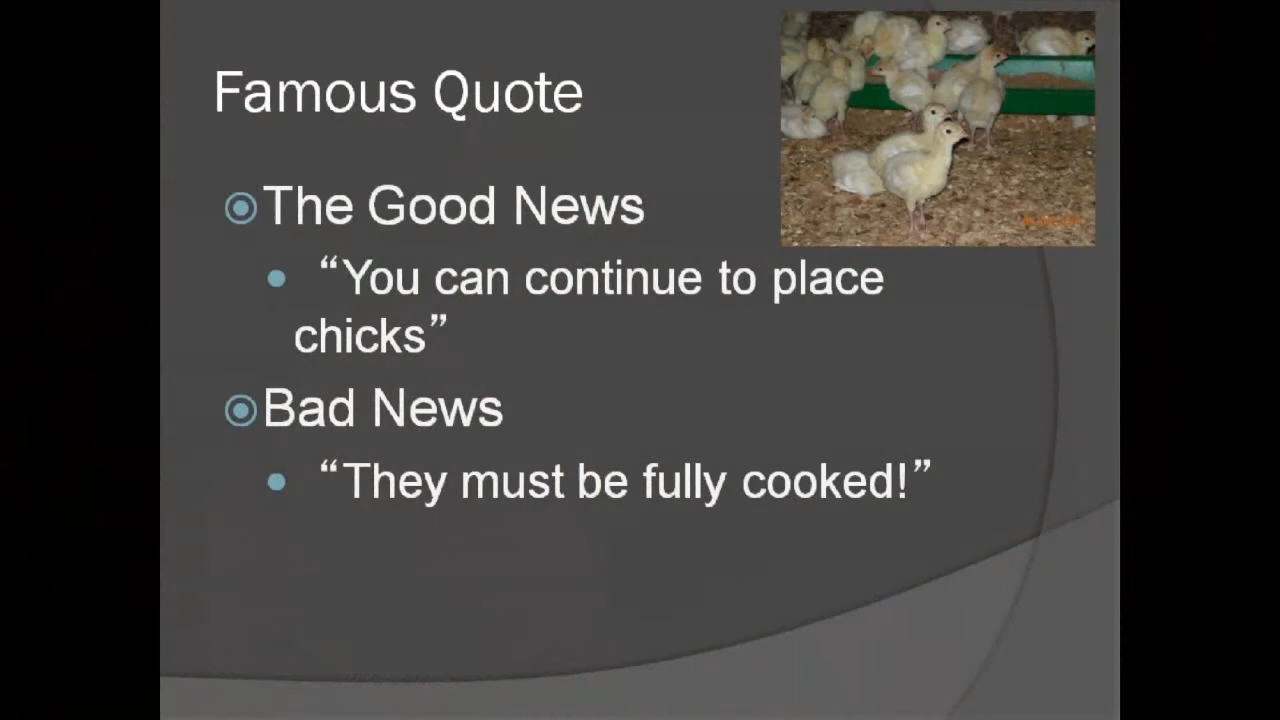 Famous Quote
The Good News
“You can continue to place
chicks”
Bad News
“They must be fully cooked!”